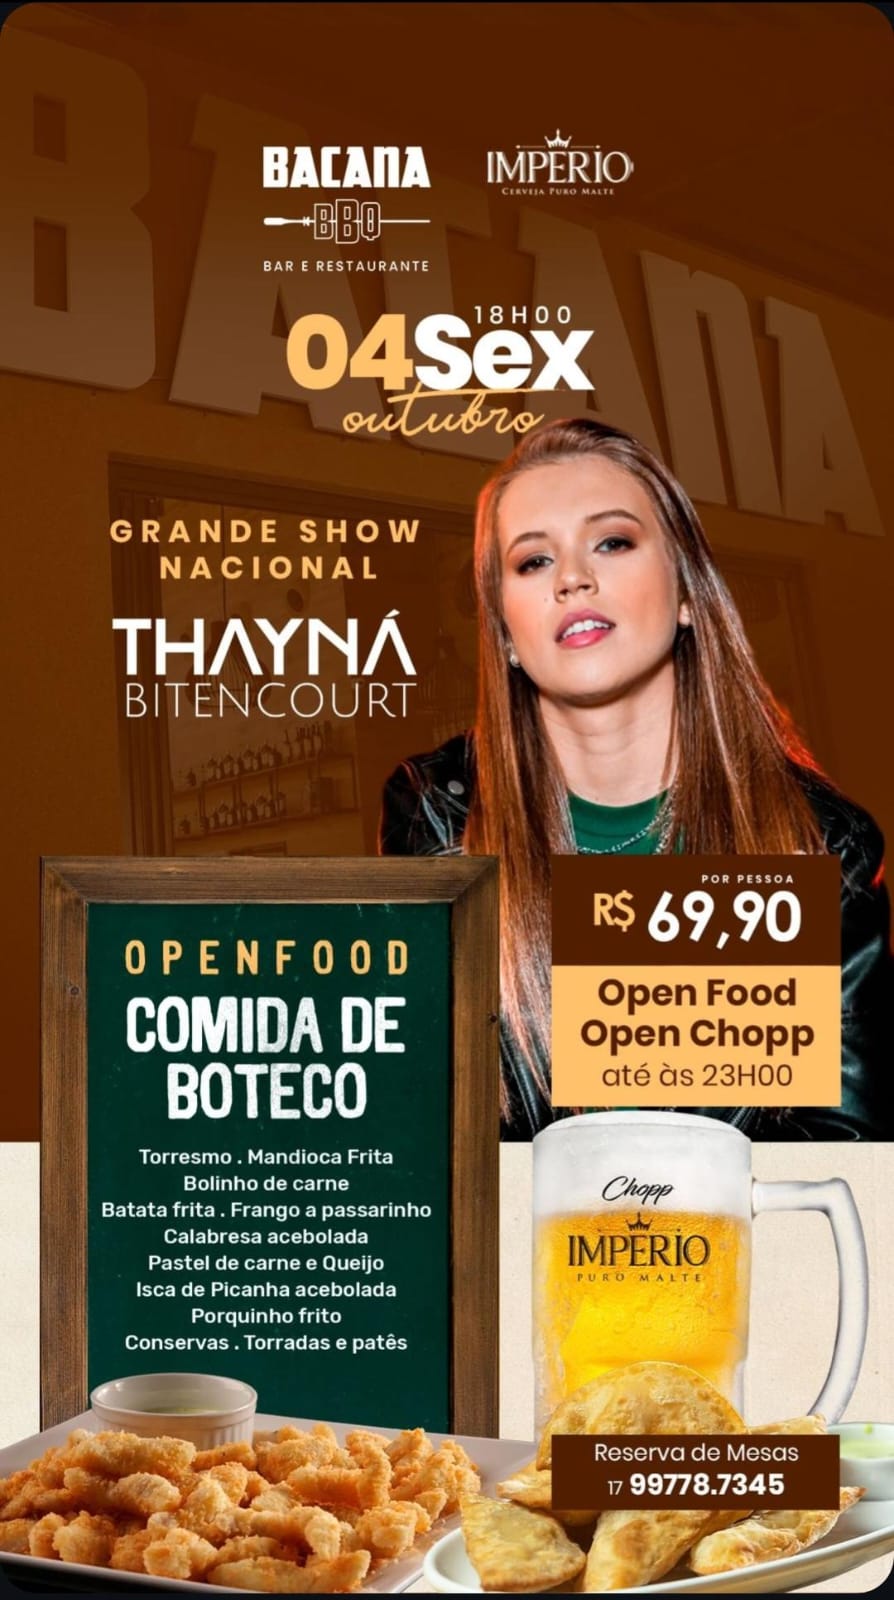 BACANA
BBQ
BAR E RESTAURANTE
IMPÉRIO
CERVEJA PURO MALTE
BACANA
18H00
04Sex
outubro
GRANDE SHOW
NACIONAL
THAYNÁ
BITENCOURT
POR PESSOA
R$ 69,90
Open Food
Open Chopp
até às 23H00
OPENFOOD
COMIDA DE
BOTECO
Torresmo . Mandioca Frita
Bolinho de carne
Batata frita . Frango a passarinho
Calabresa acebolada
Pastel de carne e Queijo
Isca de Picanha acebolada
Porquinho frito
Conservas . Torradas e patês
Chopp
IMPÉRIO
PURO MALTE
Reserva de Mesas
17 99778.7345